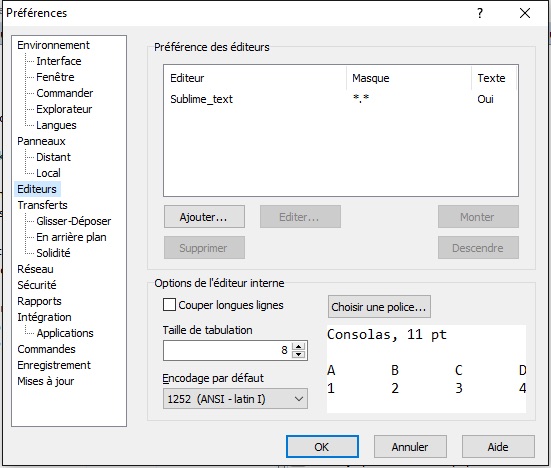 Préférences
Environnement
Interface
Fenêtre
Commander
Explorateur
Langues
Panneaux
Distant
Local
Editeurs
Transferts
Glisser-Déposer
En arrière plan
Solidité
Réseau
Sécurité
Rapports
Intégration
Applications
Commandes
Enregistrement
Mises à jour
Préférence des éditeurs
Editeur Masque Texte
Sublime_text *.* Oui
Ajouter... Editer... Monter
Supprimer Descendre
Options de l'éditeur interne
Couper longues lignes
Taille de tabulation
8
Encodage par défaut
1252 (ANSI - latin I)
Choisir une police...
Consolas, 11 pt
A B C D
1 2 3 4
OK Annuler Aide